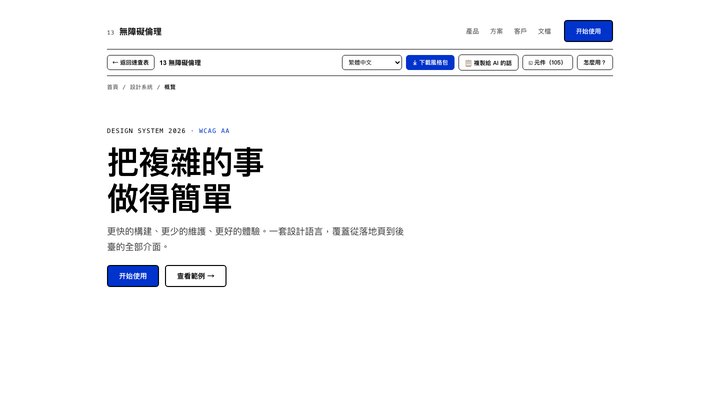 13 無障礙倫理
產品 方案 客戶 文檔 开始使用
← 返回速查表 13 無障礙倫理 繁體中文 ↓ 下載風格包 📋 複製給 AI 的話 元件（105） 怎麼用？
首頁 / 設計系統 / 概覽
DESIGN SYSTEM 2026 · WCAG AA
把複雜的事
做得簡單
更快的構建、更少的維護、更好的體驗。一套設計語言，覆蓋從落地頁到後
臺的全部介面。
开始使用 查看範例 →